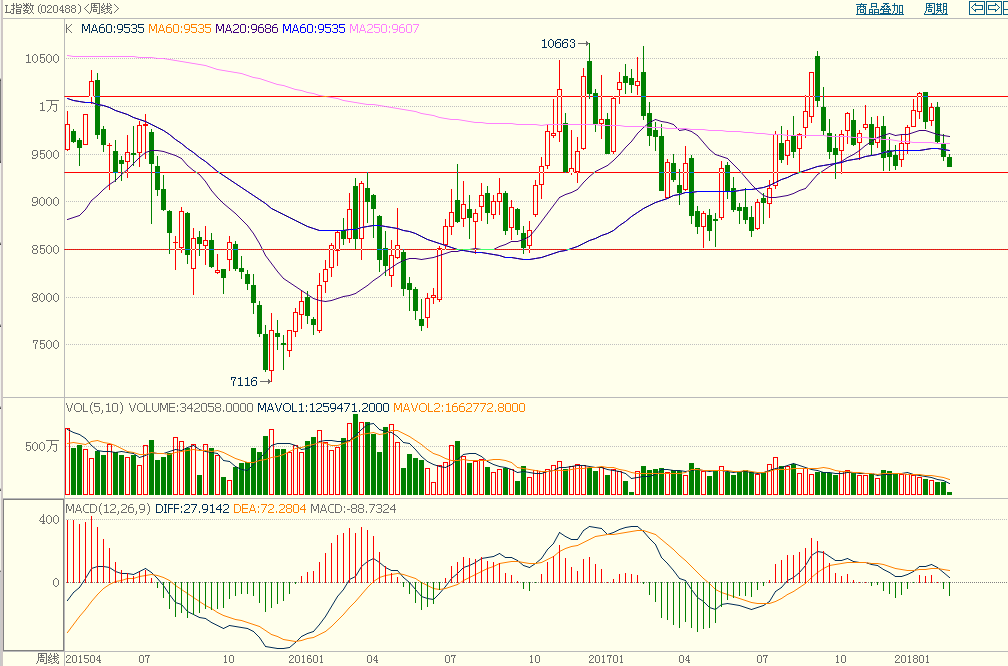 L指数(020488)<周线>
商品叠加 周期
K MA60:9535 MA60:9535 MA20:9686 MA60:9535 MA250:9607
10663
10500
1万
9500
9000
8500
8000
7500
7116
VOL(5,10) VOLUME:342058.0000 MAVOL1:1259471.2000 MAVOL2:1662772.8000
500万
MACD(12,26,9) DIFF:27.9142 DEA:72.2804 MACD:-88.7324
400
0
周线 201504 07 10 201601 04 07 10 201701 04 07 10 201801